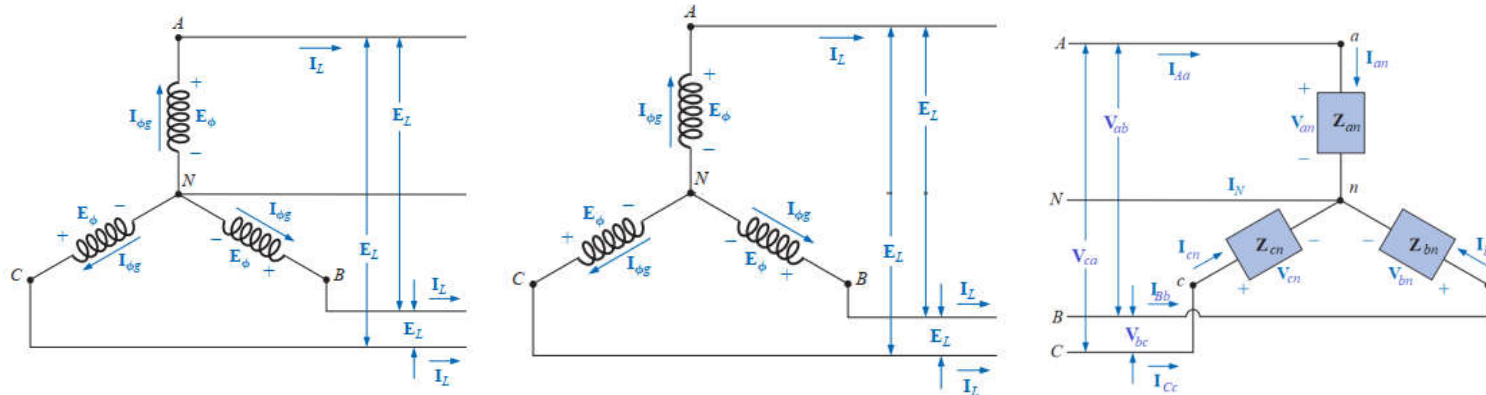 A
I_L
+
I_ϕg
E_ϕ
−
E_L
N
E_ϕ
−
I_ϕg
+
−
E_L
I_ϕg
E_ϕ
+
C
B
I_L
E_L
I_L
A
I_L
+
I_ϕg
E_ϕ
−
E_L
N
E_ϕ
−
I_ϕg
+
−
E_L
I_ϕg
E_ϕ
+
C
B
I_L
E_L
I_L
A
a
I_Aa
I_an
+
V_ab
V_an
Z_an
−
I_N
n
N
I_cn
Z_cn
−
−
Z_bn
V_ca
V_cn
V_bn
c
+
+
I_Bb
B
V_bc
C
I_Cc